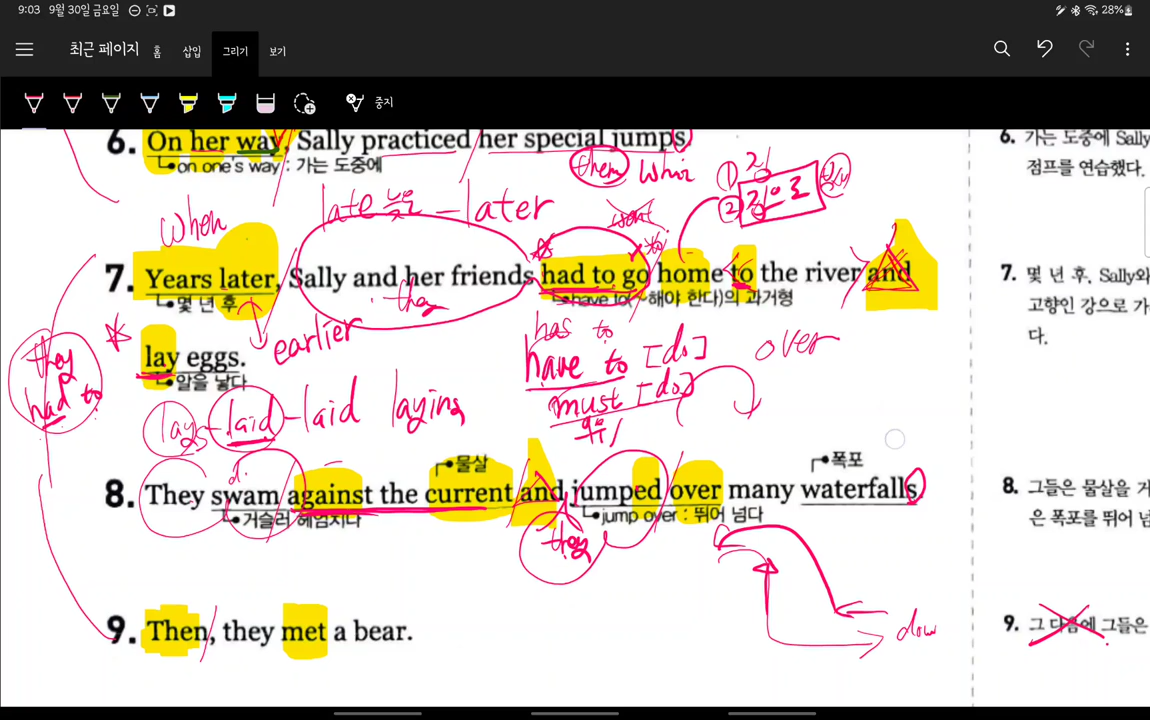 9:03 9월 30일 금요일 28%
최근 페이지 홈 삽입 그리기 보기
중지
6. On her way, Sally practiced her special jumps.
on one's way : 가는 도중에
6. 가는 도중에 Sally
점프를 연습했다.
them
① 집
② 집으로
late 늦은 - later
when
7. Years later, Sally and her friends had to go home to the river and
몇 년 후
have to(~해야 한다)의 과거형
7. 몇 년 후, Sally와
고향인 강으로 가
다.
they
earlier
has to
have to [do]
over
lay eggs.
알을 낳다
they
had to
must [do]
lays - laid - laid laying
물살
폭포
8. They swam against the current and jumped over many waterfalls
거슬러 헤엄치다
jump over : 뛰어 넘다
8. 그들은 물살을 거
은 폭포를 뛰어 넘
they
9. Then, they met a bear.
9. 그 다음에 그들은
down